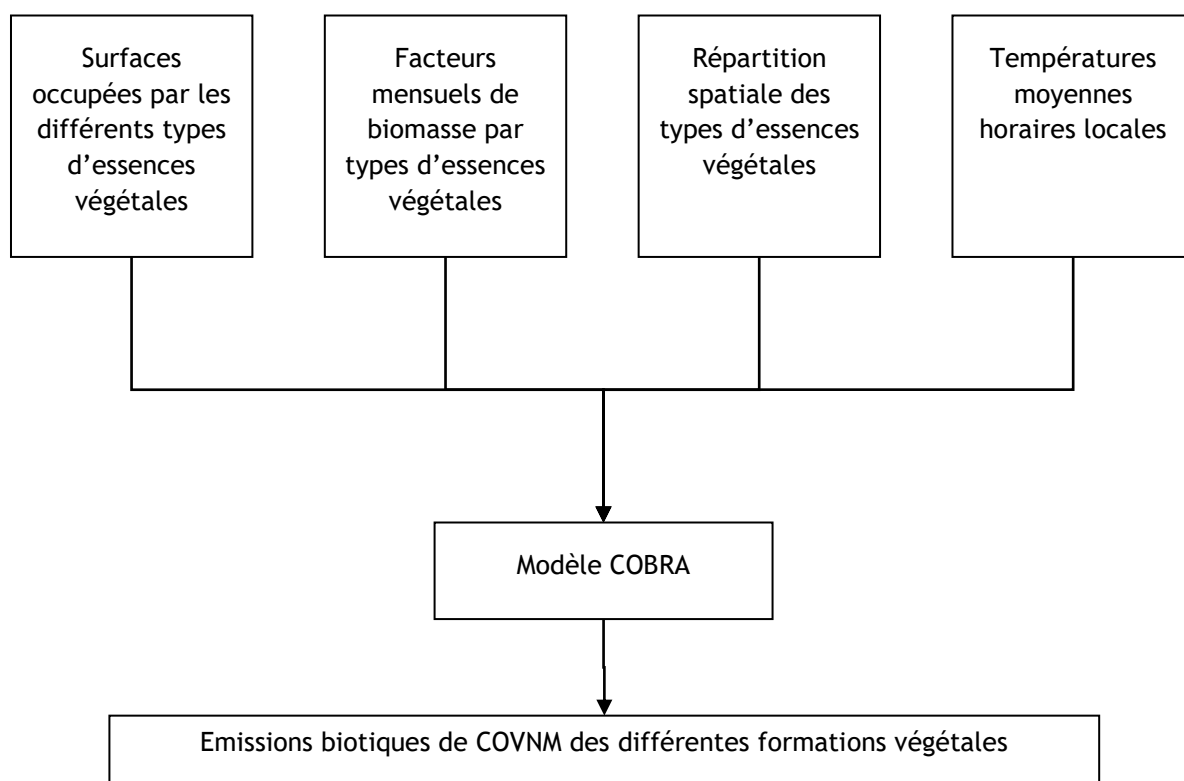 Surfaces
occupées par les
différents types
d’essences
végétales
Facteurs
mensuels de
biomasse par
types d’essences
végétales
Répartition
spatiale des
types d’essences
végétales
Températures
moyennes
horaires locales
Modèle COBRA
Emissions biotiques de COVNM des différentes formations végétales